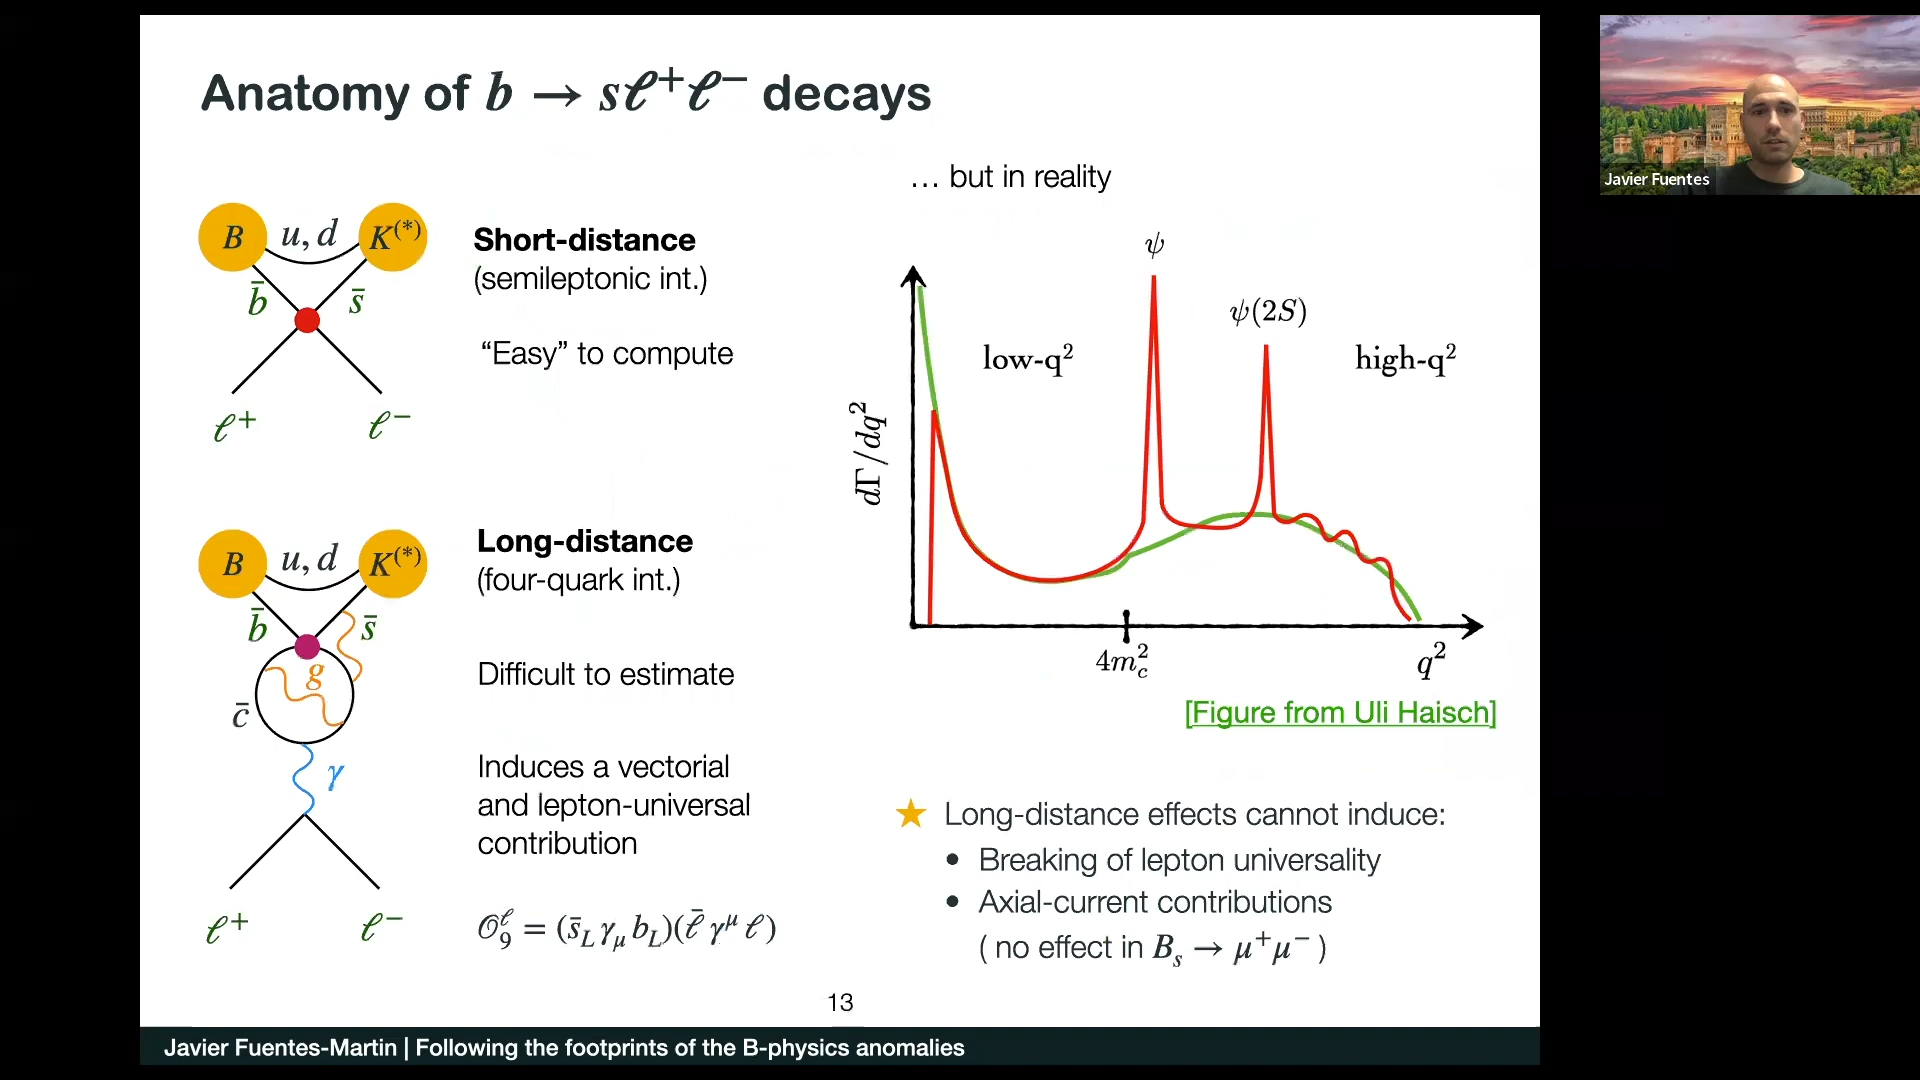 Anatomy of b → sℓ⁺ℓ⁻ decays
… but in reality
B u, d K⁽*⁾
b̄ s̄
ℓ⁺ ℓ⁻
Short-distance
(semileptonic int.)
“Easy” to compute
B u, d K⁽*⁾
b̄ s̄
g
c̄
γ
ℓ⁺ ℓ⁻
Long-distance
(four-quark int.)
Difficult to estimate
Induces a vectorial
and lepton-universal
contribution
𝒪₉^ℓ = (s̄_L γ_μ b_L)(ℓ̄ γ^μ ℓ)
ψ
ψ(2S)
low-q²
high-q²
dΓ/dq²
4m_c²
q²
[Figure from Uli Haisch]
★ Long-distance effects cannot induce:
• Breaking of lepton universality
• Axial-current contributions
( no effect in B_s → μ⁺μ⁻ )
13
Javier Fuentes-Martin | Following the footprints of the B-physics anomalies
Javier Fuentes